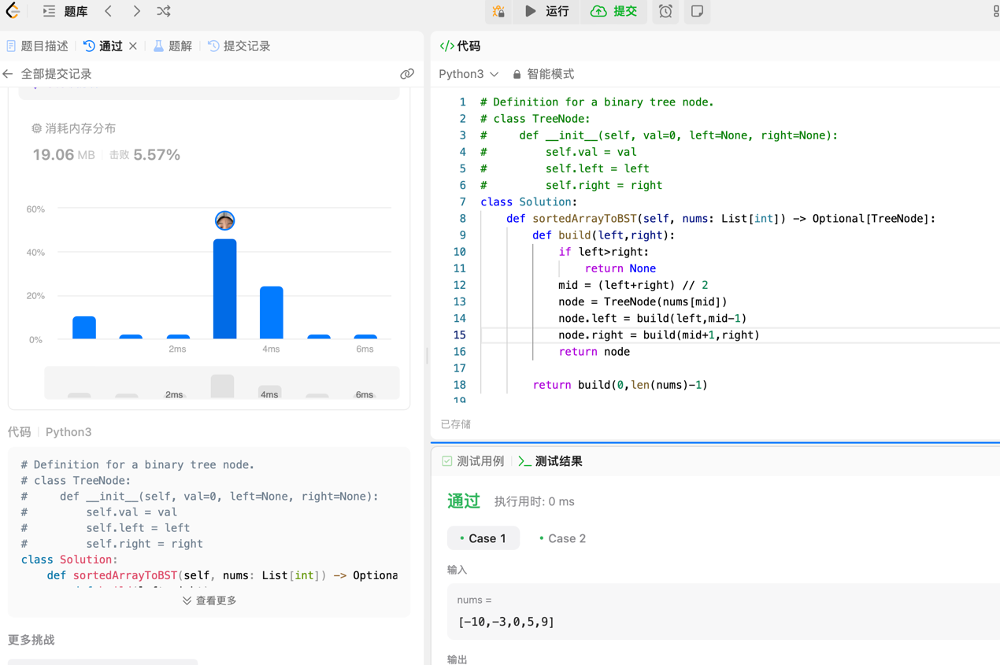 题库
运行
提交
题目描述
通过
题解
提交记录
全部提交记录
消耗内存分布
19.06 MB
击败 5.57%
60%
40%
20%
0%
2ms
4ms
6ms
2ms
4ms
6ms
代码
Python3
# Definition for a binary tree node.
# class TreeNode:
#     def __init__(self, val=0, left=None, right=None):
#         self.val = val
#         self.left = left
#         self.right = right
class Solution:
    def sortedArrayToBST(self, nums: List[int]) -> Optiona
查看更多
更多挑战
</> 代码
Python3
智能模式
1 # Definition for a binary tree node.
2 # class TreeNode:
3 #     def __init__(self, val=0, left=None, right=None):
4 #         self.val = val
5 #         self.left = left
6 #         self.right = right
7 class Solution:
8     def sortedArrayToBST(self, nums: List[int]) -> Optional[TreeNode]:
9         def build(left,right):
10             if left>right:
11                 return None
12             mid = (left+right) // 2
13             node = TreeNode(nums[mid])
14             node.left = build(left,mid-1)
15             node.right = build(mid+1,right)
16             return node
17
18         return build(0,len(nums)-1)
19
已存储
测试用例
>_ 测试结果
通过
执行用时: 0 ms
Case 1
Case 2
输入
nums =
[-10,-3,0,5,9]
输出